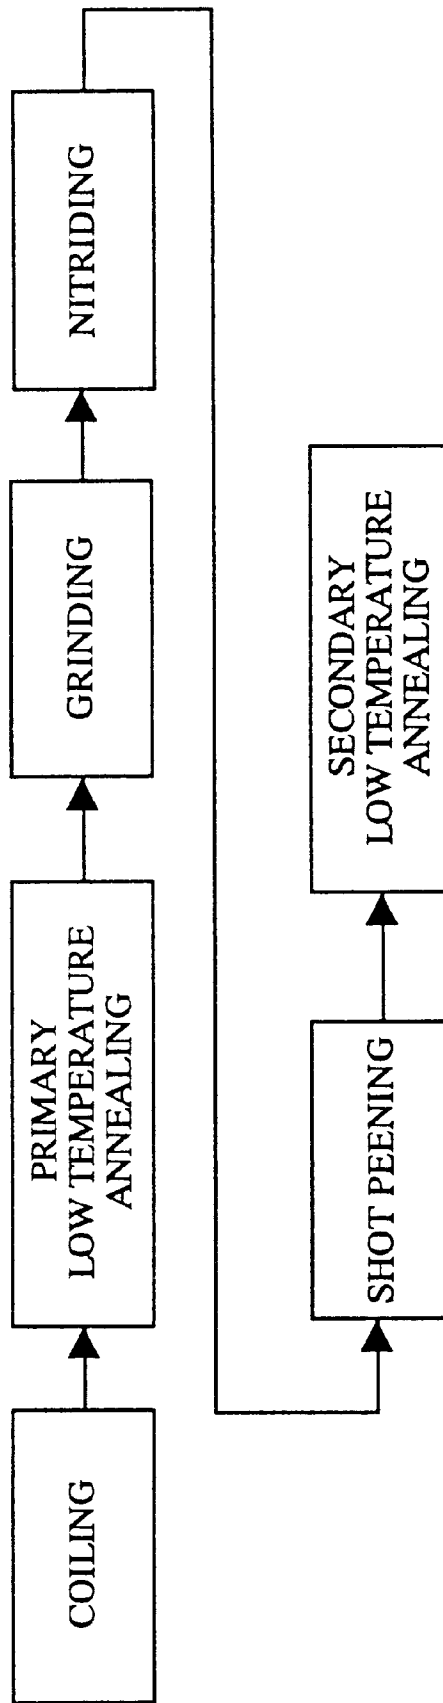 COILING
PRIMARY
LOW TEMPERATURE
ANNEALING
GRINDING
NITRIDING
SHOT PEENING
SECONDARY
LOW TEMPERATURE
ANNEALING